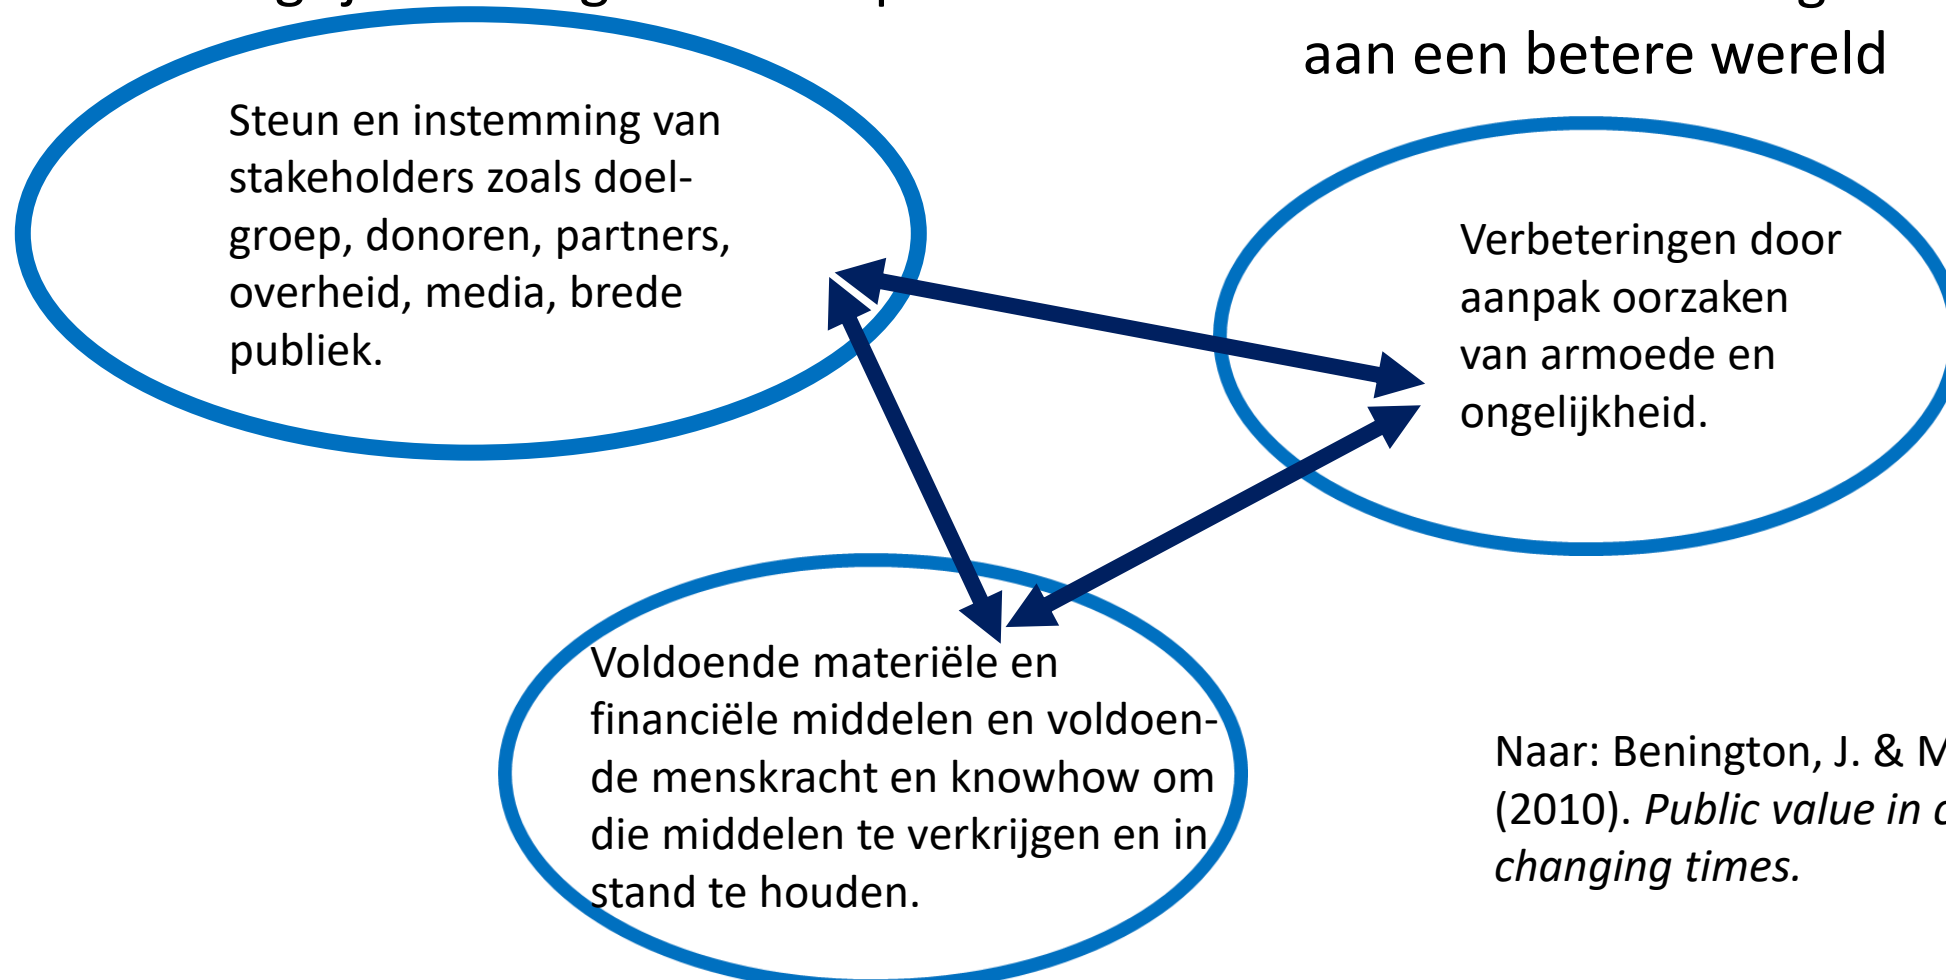 aan een betere wereld
Steun en instemming van
stakeholders zoals doel-
groep, donoren, partners,
overheid, media, brede
publiek.
Verbeteringen door
aanpak oorzaken
van armoede en
ongelijkheid.
Voldoende materiële en
financiële middelen en voldoen-
de menskracht en knowhow om
die middelen te verkrijgen en in
stand te houden.
Naar: Benington, J. & M
(2010). Public value in
changing times.